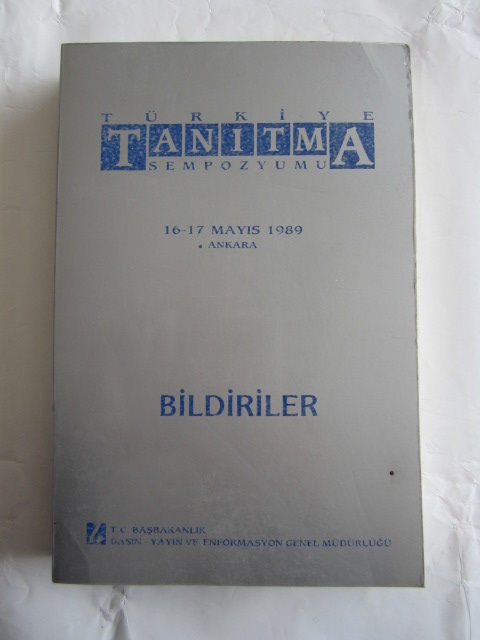 TÜRKİYE
TANITMA
SEMPOZYUMU
16-17 MAYIS 1989
. ANKARA
BİLDİRİLER
T.C. BAŞBAKANLIK
BASIN - YAYIN VE ENFORMASYON GENEL MÜDÜRLÜĞÜ